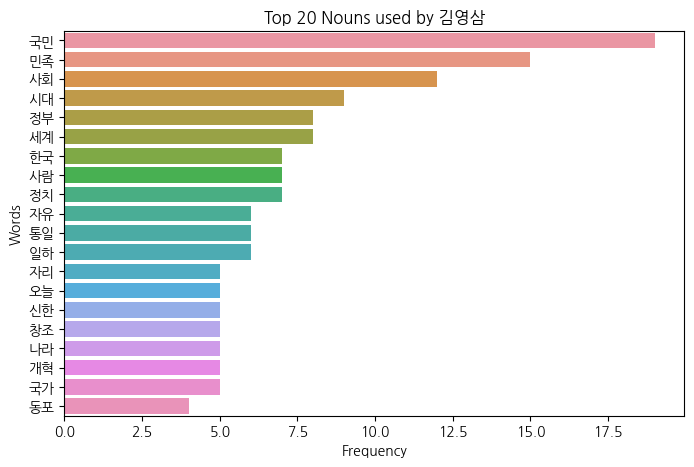 Top 20 Nouns used by 김영삼
국민
민족
사회
시대
정부
세계
한국
사람
정치
자유
통일
일하
자리
오늘
신한
창조
나라
개혁
국가
동포
Words
0.0 2.5 5.0 7.5 10.0 12.5 15.0 17.5
Frequency